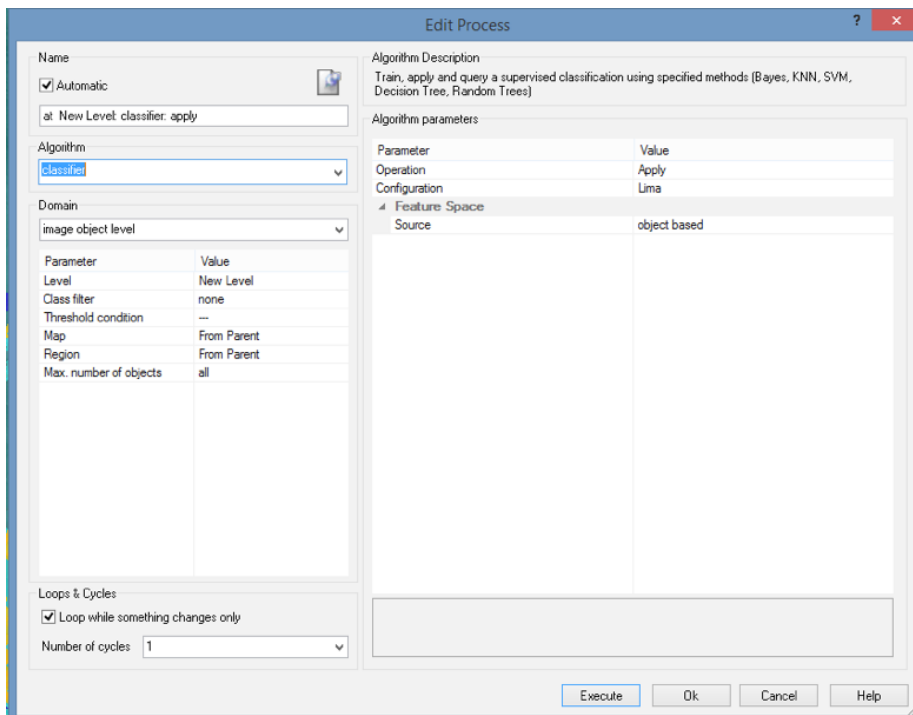 Edit Process
? ×
Name
Automatic
at New Level: classifier: apply
Algorithm
classifier
Domain
image object level
Parameter Value
Level New Level
Class filter none
Threshold condition ---
Map From Parent
Region From Parent
Max. number of objects all
Loops & Cycles
Loop while something changes only
Number of cycles 1
Algorithm Description
Train, apply and query a supervised classification using specified methods (Bayes, KNN, SVM,
Decision Tree, Random Trees)
Algorithm parameters
Parameter Value
Operation Apply
Configuration Lima
Feature Space
Source object based
Execute Ok Cancel Help